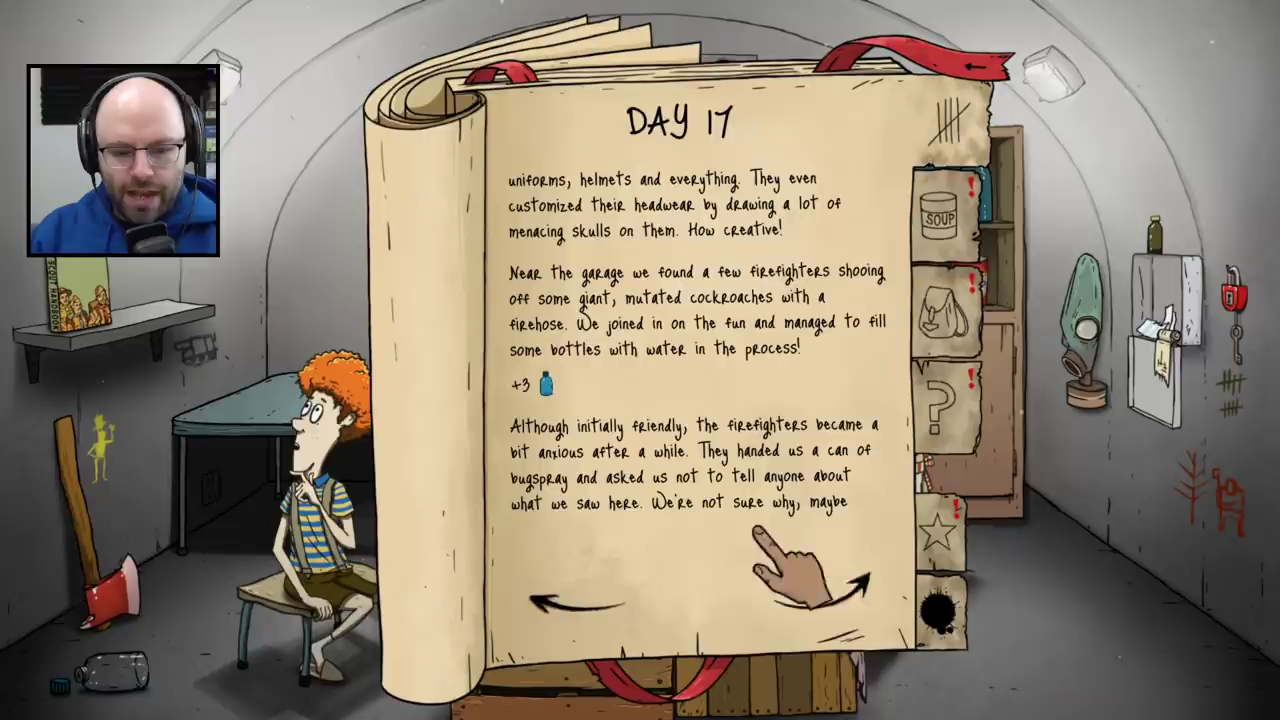 DAY 17
uniforms, helmets and everything. They even
customized their headwear by drawing a lot of
menacing skulls on them. How creative!
Near the garage we found a few firefighters shooing
off some giant, mutated cockroaches with a
firehose. We joined in on the fun and managed to fill
some bottles with water in the process!
+3
Although initially friendly, the firefighters became a
bit anxious after a while. They handed us a can of
bugspray and asked us not to tell anyone about
what we saw here. We're not sure why, maybe
SOUP
!
!
?
!
!
SCOUT HANDBOOK